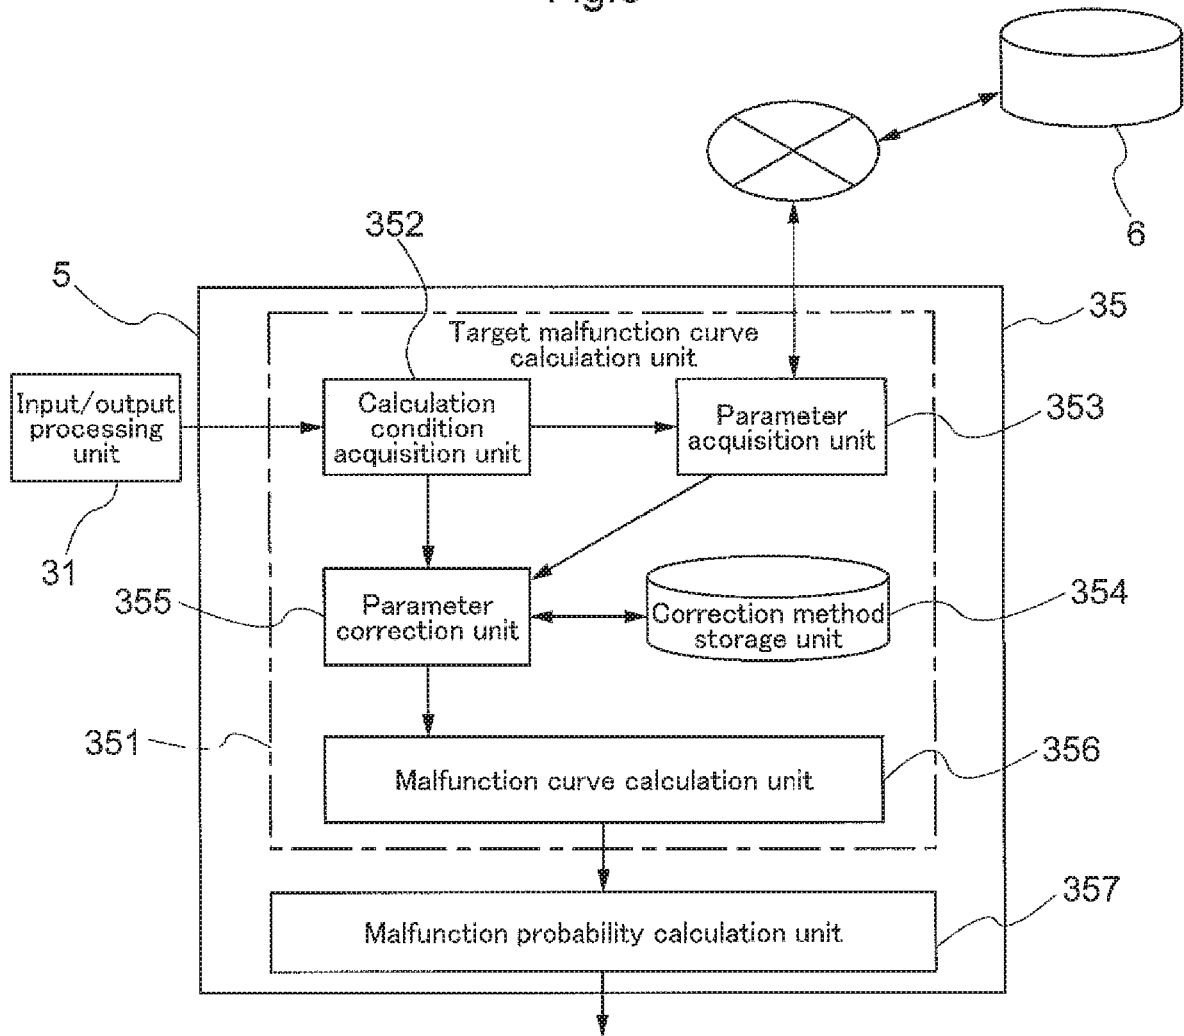 6
352
5
35
Target malfunction curve
calculation unit
Input/output
processing
unit
Calculation
condition
acquisition unit
Parameter
acquisition unit
353
31
355
Parameter
correction unit
Correction method
storage unit
354
351
356
Malfunction curve calculation unit
357
Malfunction probability calculation unit